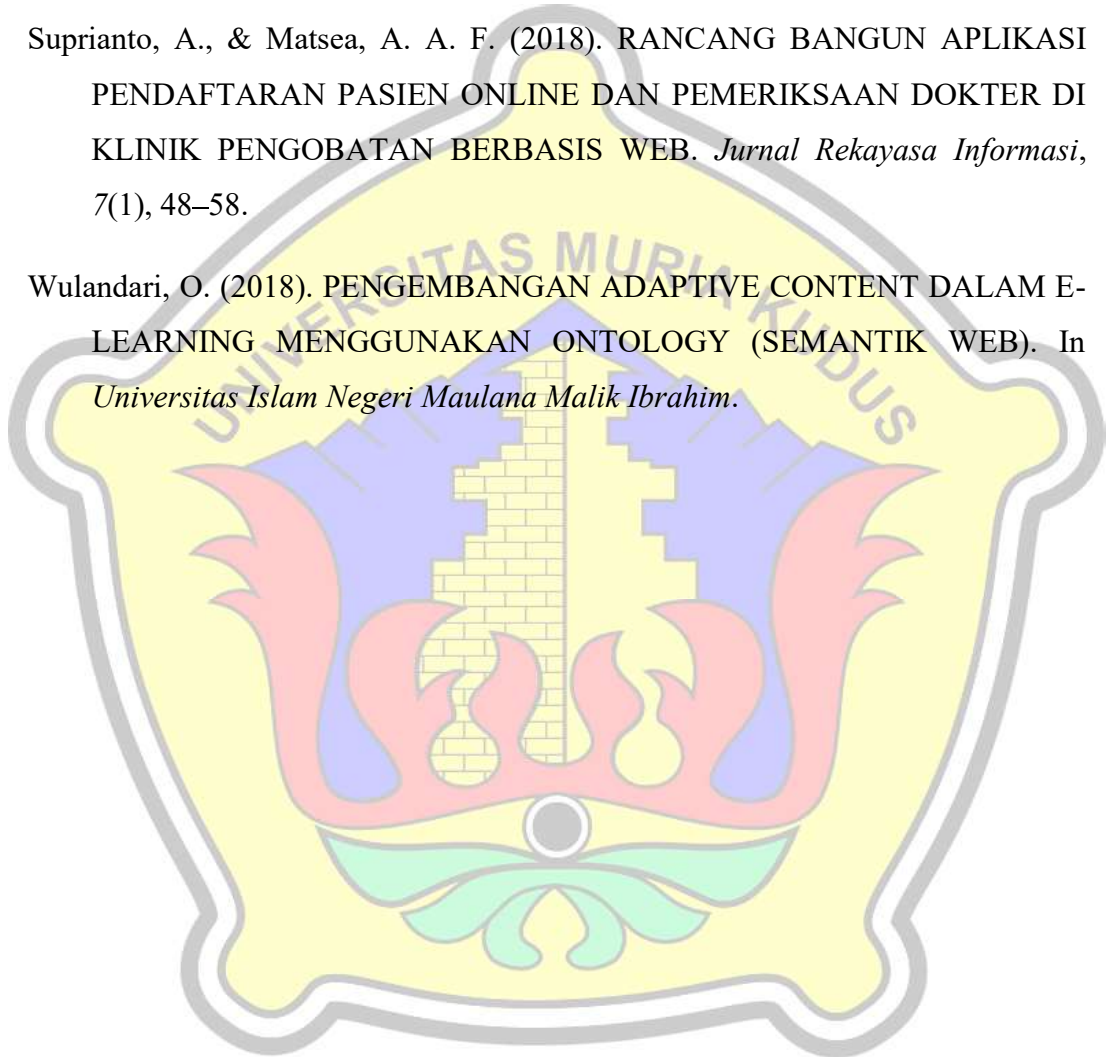 Suprianto, A., & Matsea, A. A. F. (2018). RANCANG BANGUN APLIKASI
PENDAFTARAN PASIEN ONLINE DAN PEMERIKSAAN DOKTER DI
KLINIK PENGOBATAN BERBASIS WEB. Jurnal Rekayasa Informasi,
7(1), 48–58.
Wulandari, O. (2018). PENGEMBANGAN ADAPTIVE CONTENT DALAM E-
LEARNING MENGGUNAKAN ONTOLOGY (SEMANTIK WEB). In
Universitas Islam Negeri Maulana Malik Ibrahim.
UNIVERSITAS MURIA KUDUS